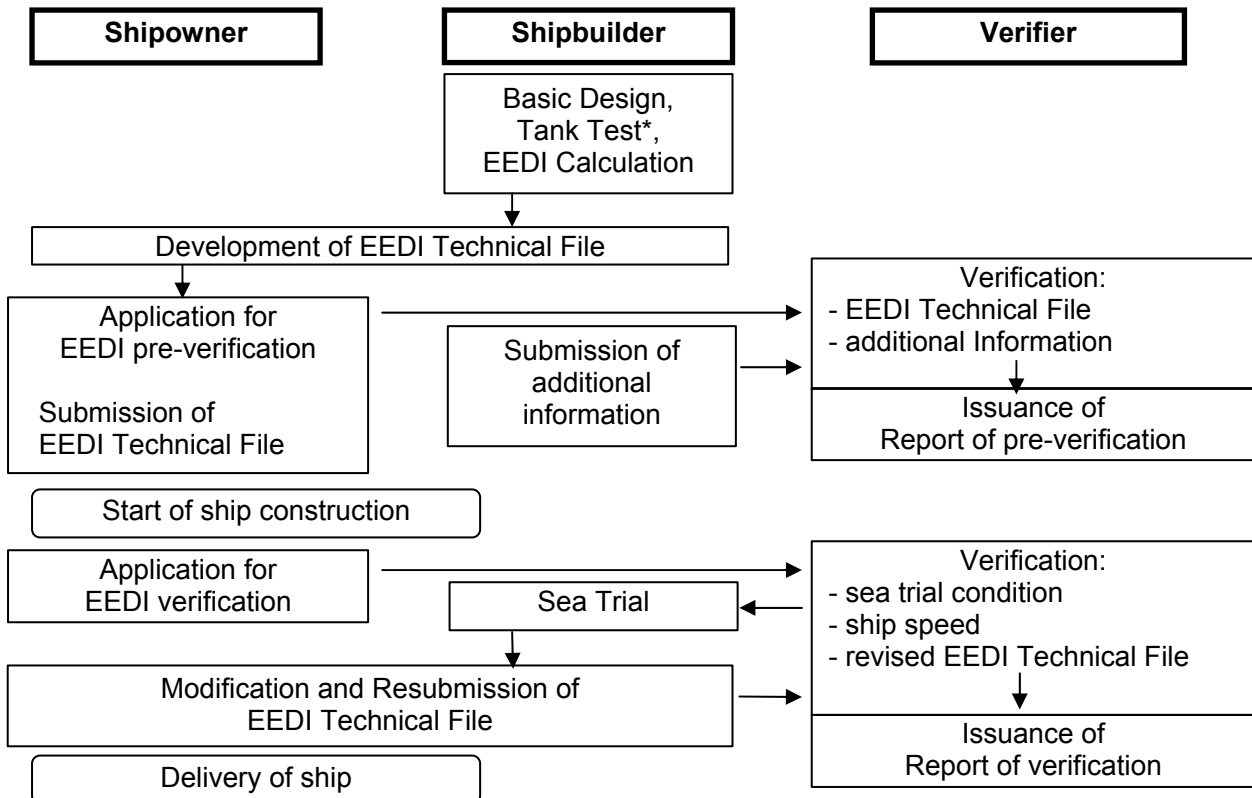 Shipowner
Shipbuilder
Verifier
Basic Design,
Tank Test*,
EEDI Calculation
Development of EEDI Technical File
Application for
EEDI pre-verification
Submission of
EEDI Technical File
Submission of
additional
information
Verification:
- EEDI Technical File
- additional Information
Issuance of
Report of pre-verification
Start of ship construction
Application for
EEDI verification
Sea Trial
Verification:
- sea trial condition
- ship speed
- revised EEDI Technical File
Modification and Resubmission of
EEDI Technical File
Issuance of
Report of verification
Delivery of ship